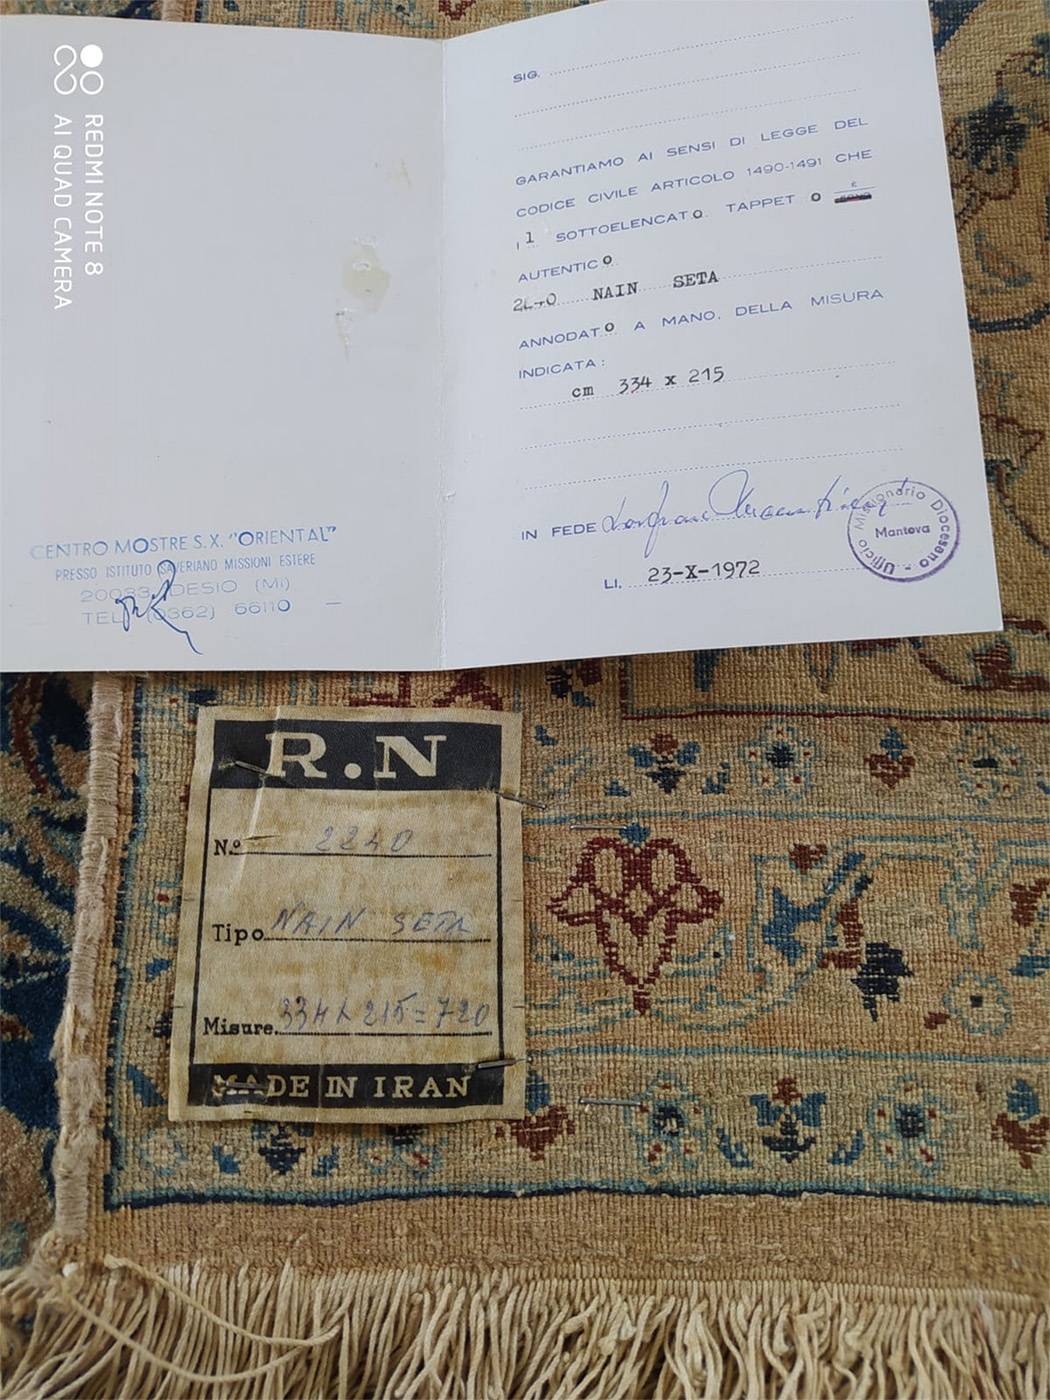 REDMI NOTE 8
AI QUAD CAMERA
SIG.
GARANTIAMO AI SENSI DI LEGGE DEL
CODICE CIVILE ARTICOLO 1490-1491 CHE
I 1 SOTTOELENCATO TAPPETO È
AUTENTICO
2240 NAIN SETA
ANNODATO A MANO, DELLA MISURA
INDICATA:
cm 334 x 215
IN FEDE
LI, 23-X-1972
Ufficio Missionario Diocesano -
Mantova
CENTRO MOSTRE S.X. "ORIENTAL"
PRESSO ISTITUTO SAVERIANO MISSIONI ESTERE
20033 DESIO (Mi)
TEL. (0362) 66110
R.N
N.º 2240
Tipo NAIN SETA
Misure. 334 x 215 = 720
MADE IN IRAN